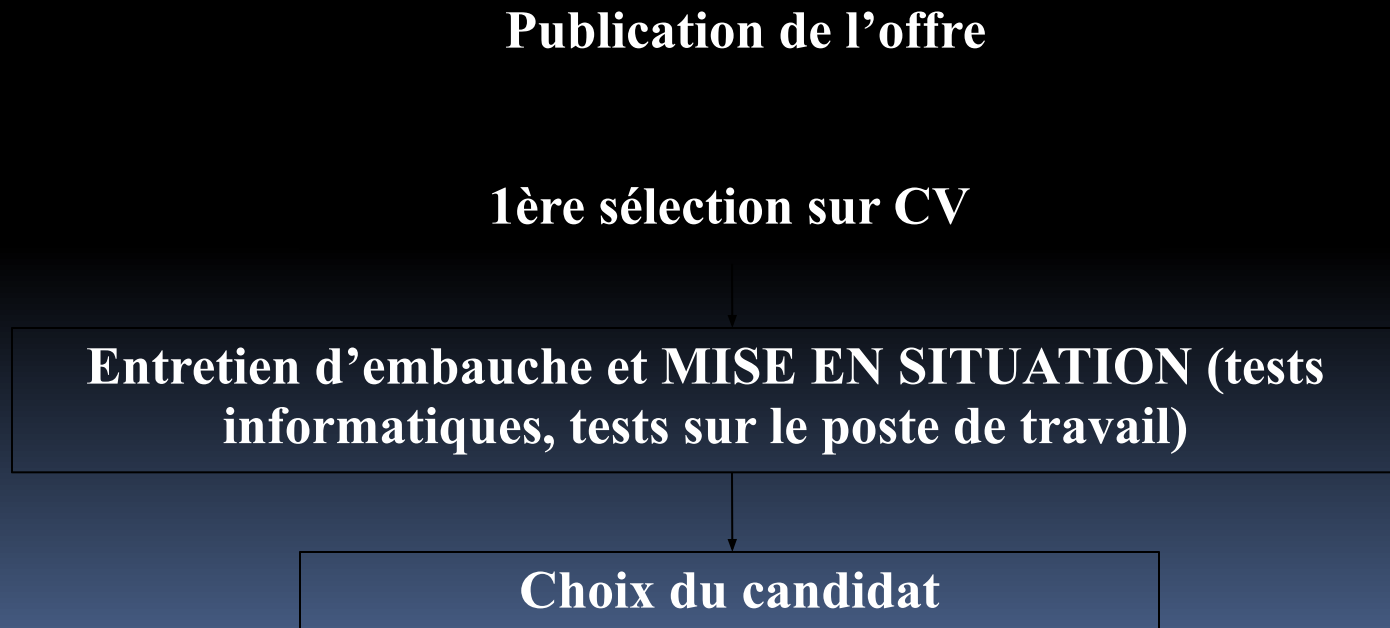 Publication de l’offre
1ère sélection sur CV
Entretien d’embauche et MISE EN SITUATION (tests
informatiques, tests sur le poste de travail)
Choix du candidat